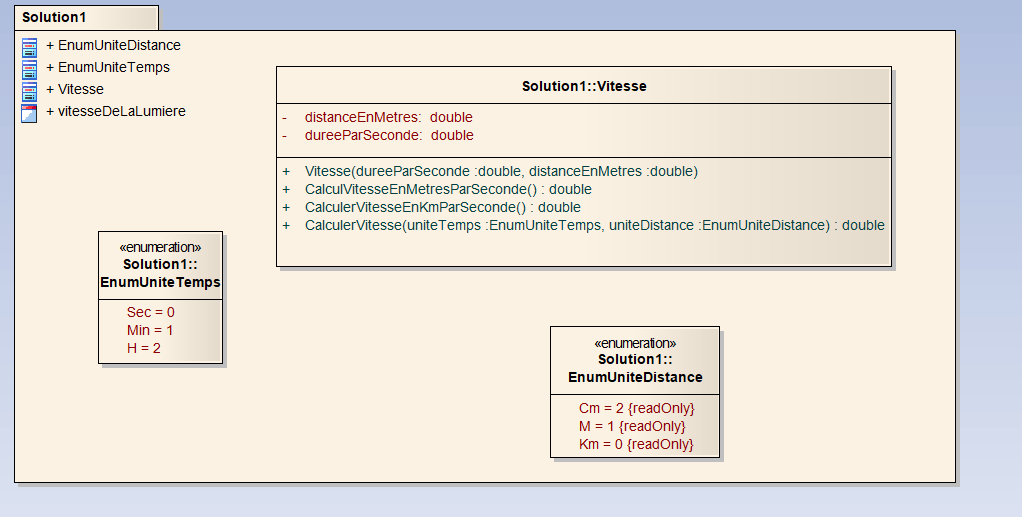 Solution1
+ EnumUniteDistance
+ EnumUniteTemps
+ Vitesse
+ vitesseDeLaLumiere
Solution1::Vitesse
- distanceEnMetres: double
- dureeParSeconde: double
+ Vitesse(dureeParSeconde :double, distanceEnMetres :double)
+ CalculVitesseEnMetresParSeconde() : double
+ CalculerVitesseEnKmParSeconde() : double
+ CalculerVitesse(uniteTemps :EnumUniteTemps, uniteDistance :EnumUniteDistance) : double
«enumeration»
Solution1::
EnumUniteTemps
Sec = 0
Min = 1
H = 2
«enumeration»
Solution1::
EnumUniteDistance
Cm = 2 {readOnly}
M = 1 {readOnly}
Km = 0 {readOnly}